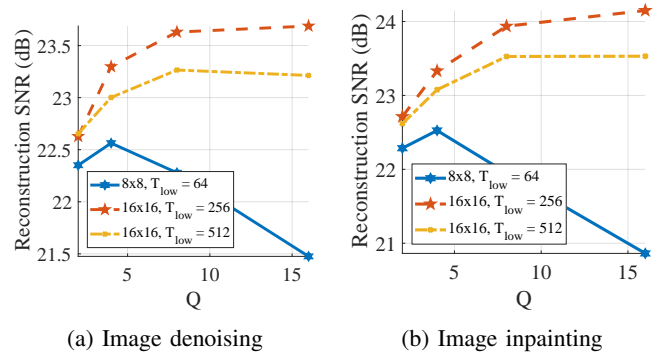 Reconstruction SNR (dB)
23.5
23
22.5
22
21.5
8x8, T_low = 64
16x16, T_low = 256
16x16, T_low = 512
5
10
15
Q
(a) Image denoising
Reconstruction SNR (dB)
24
23
22
21
8x8, T_low = 64
16x16, T_low = 256
16x16, T_low = 512
5
10
15
Q
(b) Image inpainting